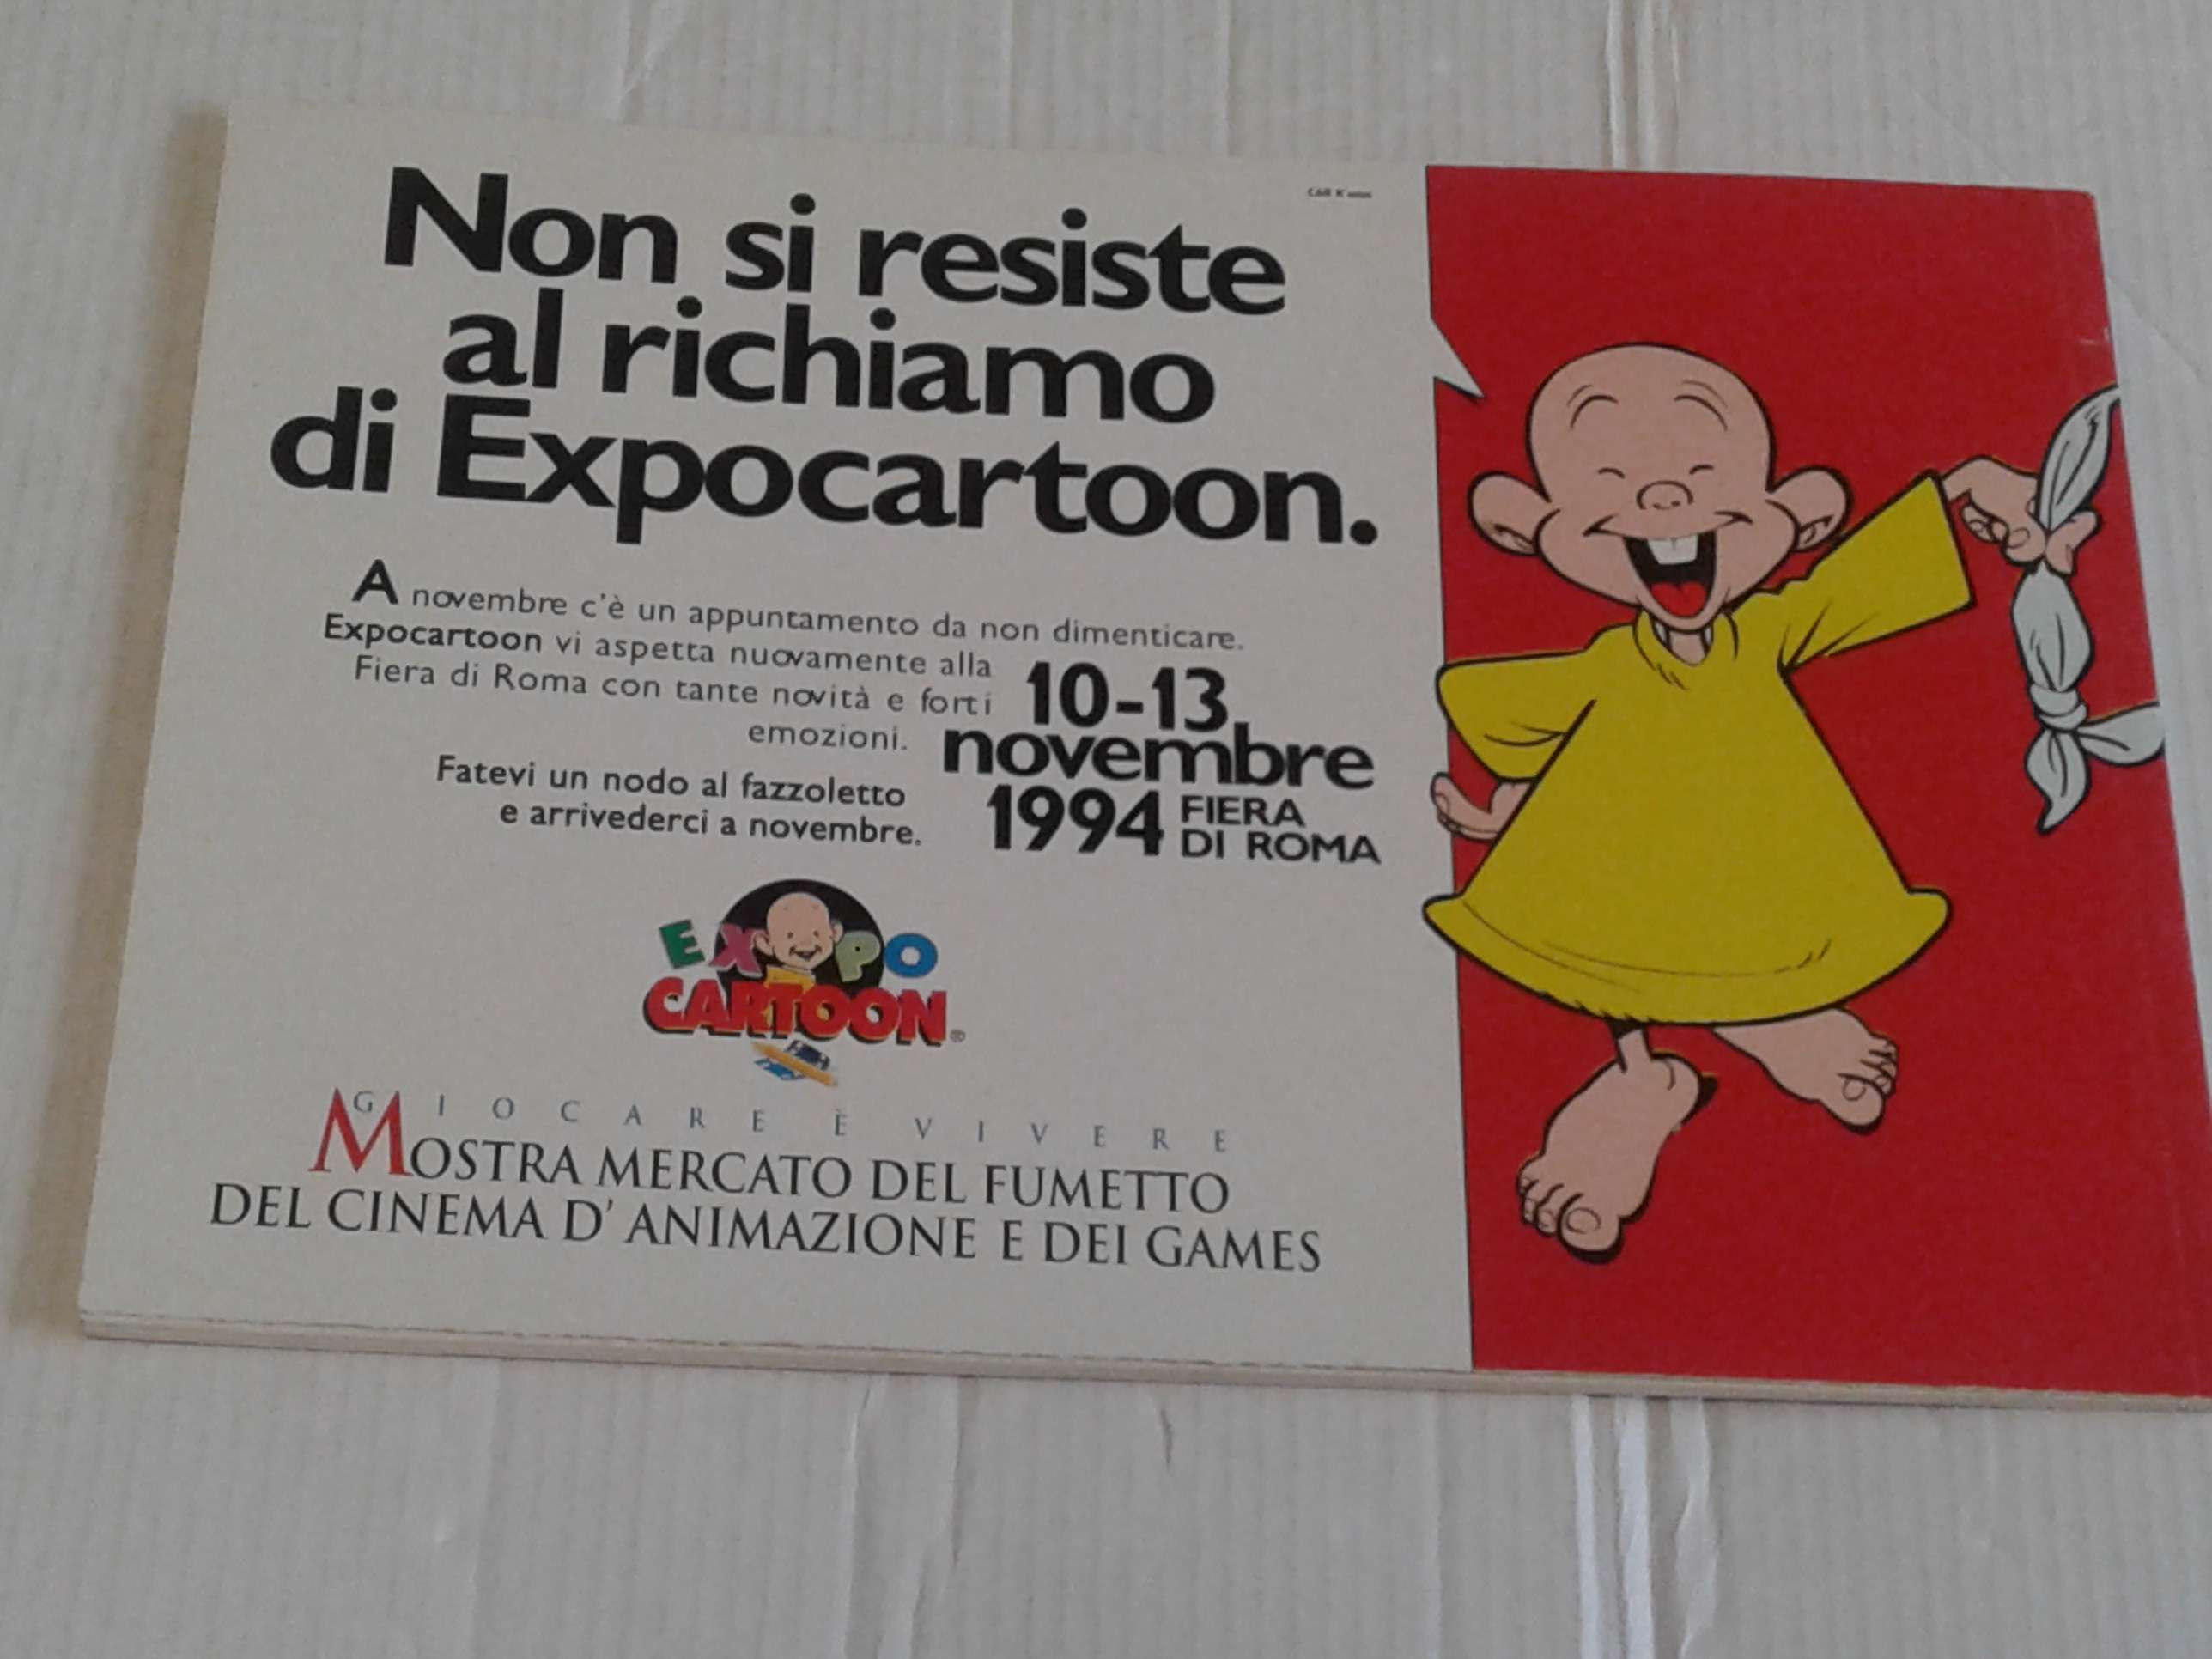 Non si resiste
al richiamo
di Expocartoon.
A novembre c'è un appuntamento da non dimenticare.
Expocartoon vi aspetta nuovamente alla
Fiera di Roma con tante novità e forti
emozioni.
Fatevi un nodo al fazzoletto
e arrivederci a novembre.
10-13
novembre
1994 FIERA
DI ROMA
EXPO
CARTOON®
GIOCARE È VIVERE
MOSTRA MERCATO DEL FUMETTO
DEL CINEMA D'ANIMAZIONE E DEI GAMES